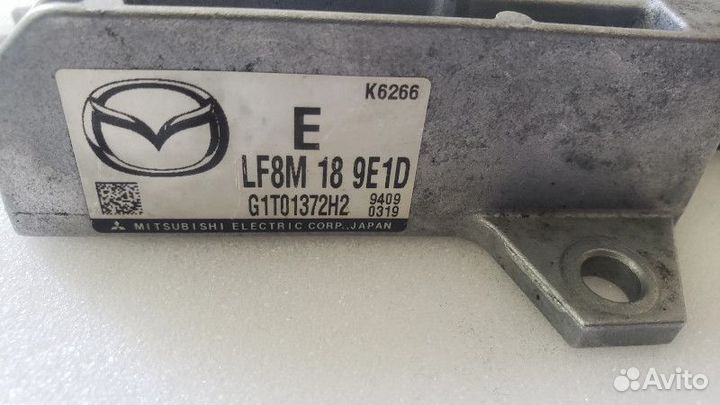 K6266
E
LF8M 18 9E1D
G1T01372H2 9409
0319
MITSUBISHI ELECTRIC CORP.,JAPAN
Avito